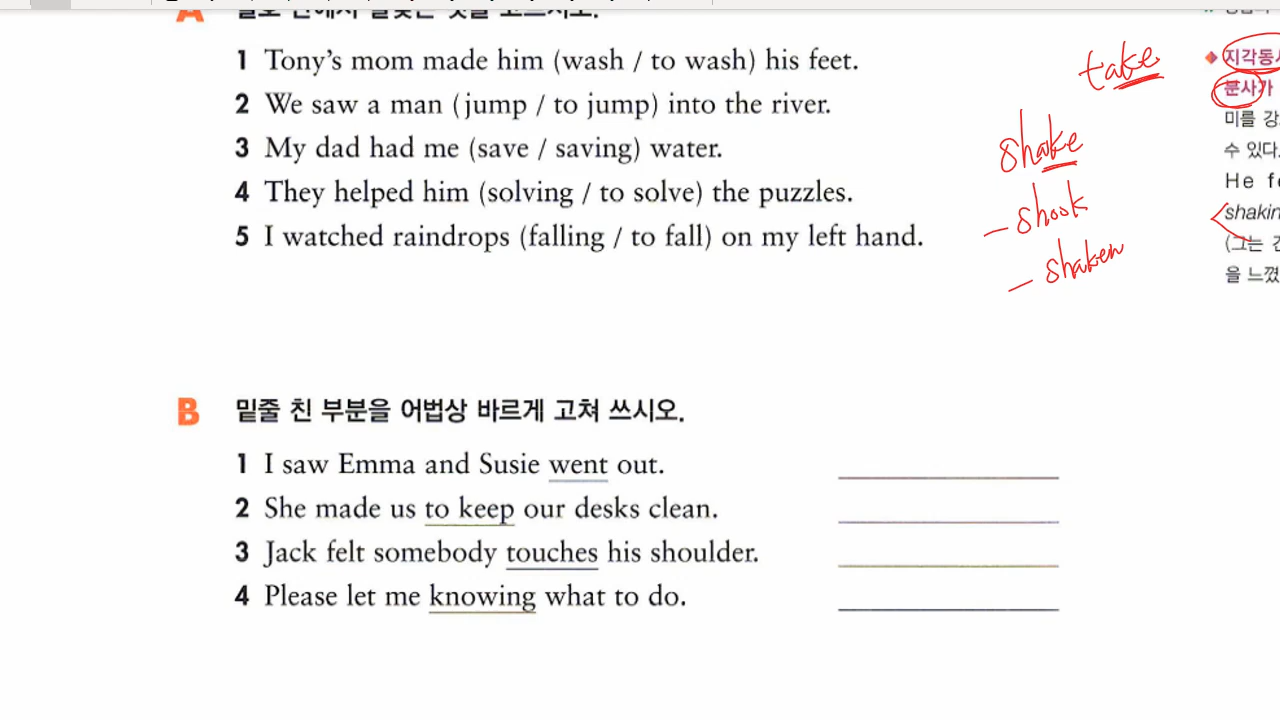 A
1 Tony's mom made him (wash / to wash) his feet.
2 We saw a man (jump / to jump) into the river.
3 My dad had me (save / saving) water.
4 They helped him (solving / to solve) the puzzles.
5 I watched raindrops (falling / to fall) on my left hand.
take
shake
– shook
– shaken
◆ 지각동사
분사가
미를 강
수 있다.
He fe
shakin
(그는 긴
을 느꼈
B 밑줄 친 부분을 어법상 바르게 고쳐 쓰시오.
1 I saw Emma and Susie went out.
2 She made us to keep our desks clean.
3 Jack felt somebody touches his shoulder.
4 Please let me knowing what to do.